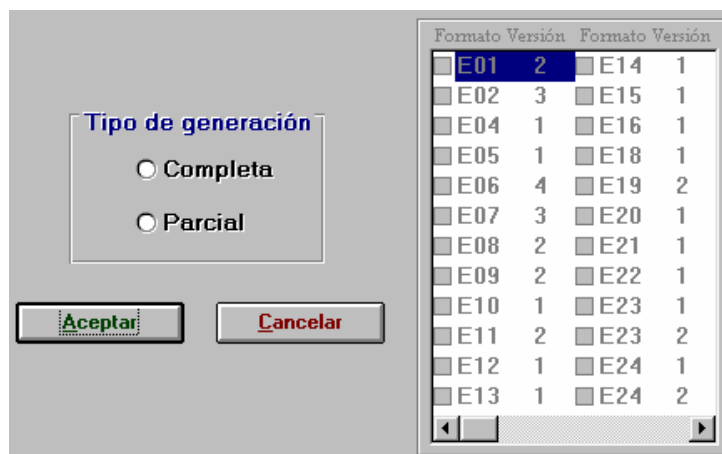 Tipo de generación
Completa
Parcial
Aceptar
Cancelar
Formato Versión Formato Versión
E01 2 E14 1
E02 3 E15 1
E04 1 E16 1
E05 1 E18 1
E06 4 E19 2
E07 3 E20 1
E08 2 E21 1
E09 2 E22 1
E10 1 E23 1
E11 2 E23 2
E12 1 E24 1
E13 1 E24 2